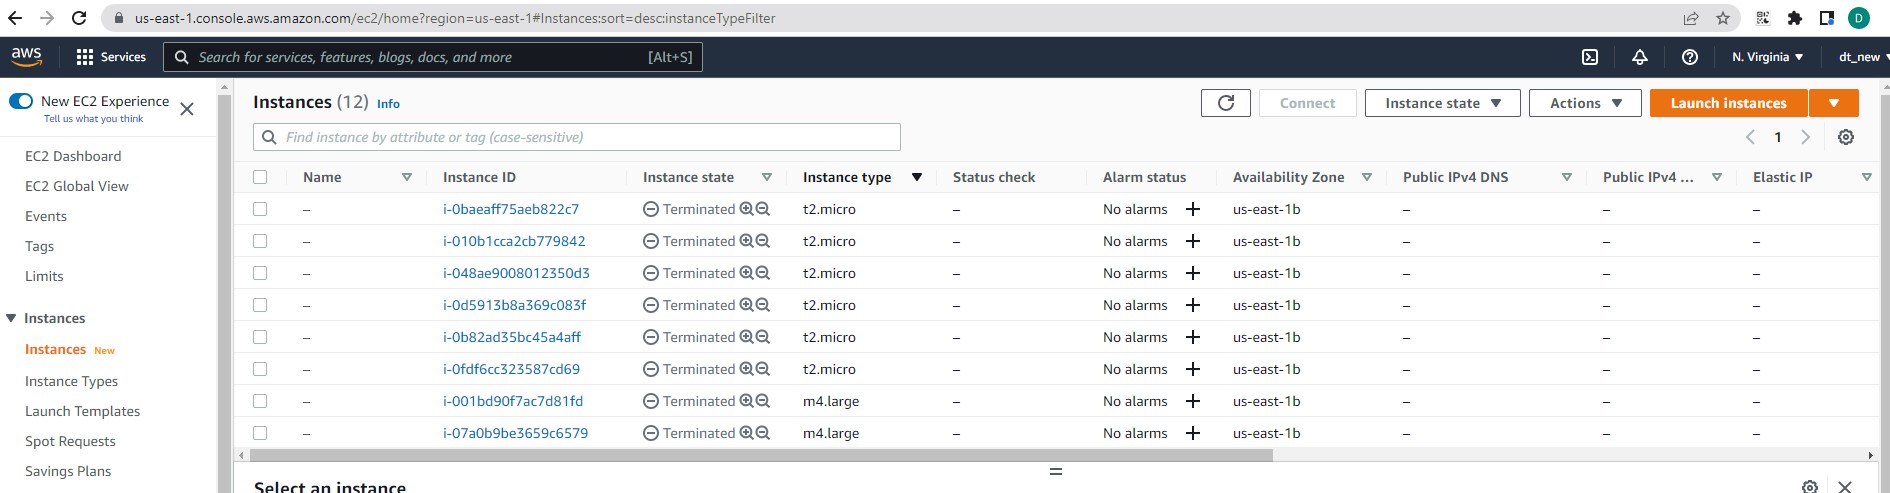 us-east-1.console.aws.amazon.com/ec2/home?region=us-east-1#Instances:sort=desc:instanceTypeFilter
D
aws
Services
Search for services, features, blogs, docs, and more
[Alt+S]
N. Virginia
dt_new
New EC2 Experience
Tell us what you think
EC2 Dashboard
EC2 Global View
Events
Tags
Limits
Instances
Instances New
Instance Types
Launch Templates
Spot Requests
Savings Plans
Instances (12) Info
Connect
Instance state
Actions
Launch instances
Find instance by attribute or tag (case-sensitive)
1
Name Instance ID Instance state Instance type Status check Alarm status Availability Zone Public IPv4 DNS Public IPv4 ... Elastic IP
– i-0baeaff75aeb822c7 Terminated t2.micro – No alarms + us-east-1b – – –
– i-010b1cca2cb779842 Terminated t2.micro – No alarms + us-east-1b – – –
– i-048ae9008012350d3 Terminated t2.micro – No alarms + us-east-1b – – –
– i-0d5913b8a369c083f Terminated t2.micro – No alarms + us-east-1b – – –
– i-0b82ad35bc45a4aff Terminated t2.micro – No alarms + us-east-1b – – –
– i-0fdf6cc323587cd69 Terminated t2.micro – No alarms + us-east-1b – – –
– i-001bd90f7ac7d81fd Terminated m4.large – No alarms + us-east-1b – – –
– i-07a0b9be3659c6579 Terminated m4.large – No alarms + us-east-1b – – –
Select an instance